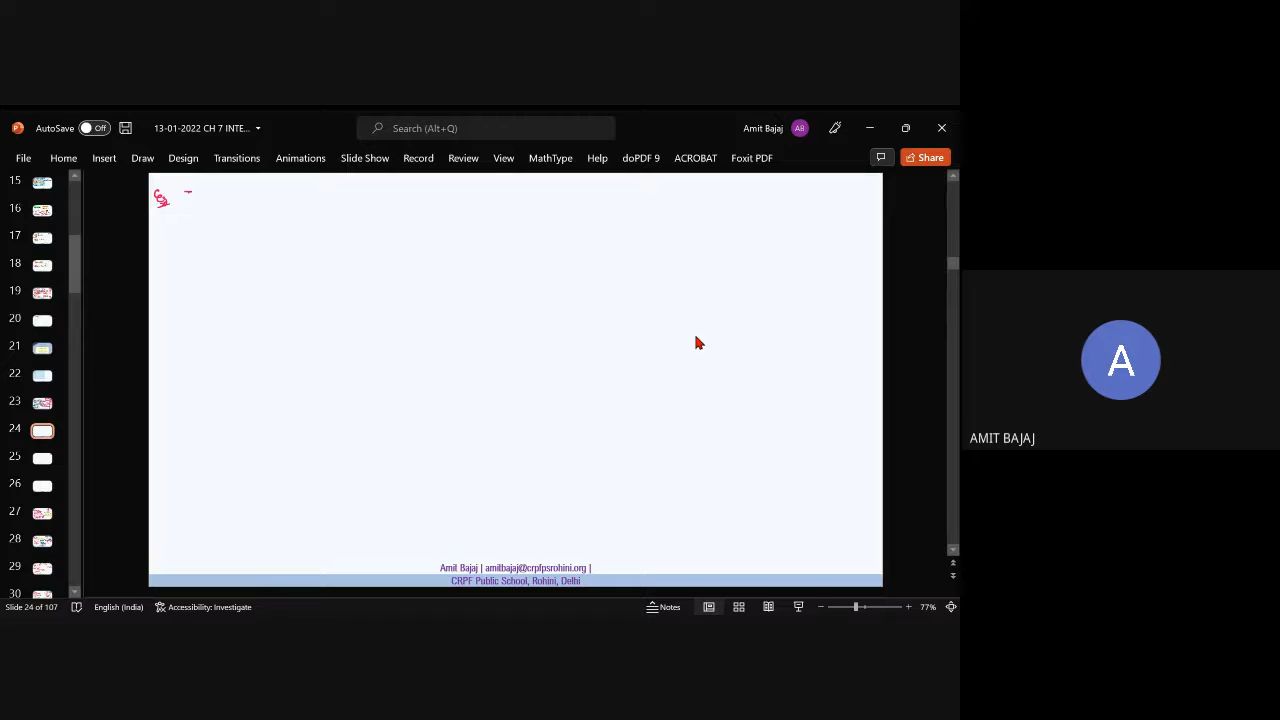 AutoSave Off 13-01-2022 CH 7 INTE... Search (Alt+Q) Amit Bajaj AB
File Home Insert Draw Design Transitions Animations Slide Show Record Review View MathType Help doPDF 9 ACROBAT Foxit PDF Share
15
16
17
18
19
20
21
22
23
24
25
26
27
28
29
30
Amit Bajaj | amitbajaj@crpfpsrohini.org |
CRPF Public School, Rohini, Delhi
Slide 24 of 107 English (India) Accessibility: Investigate Notes 77%
A
AMIT BAJAJ